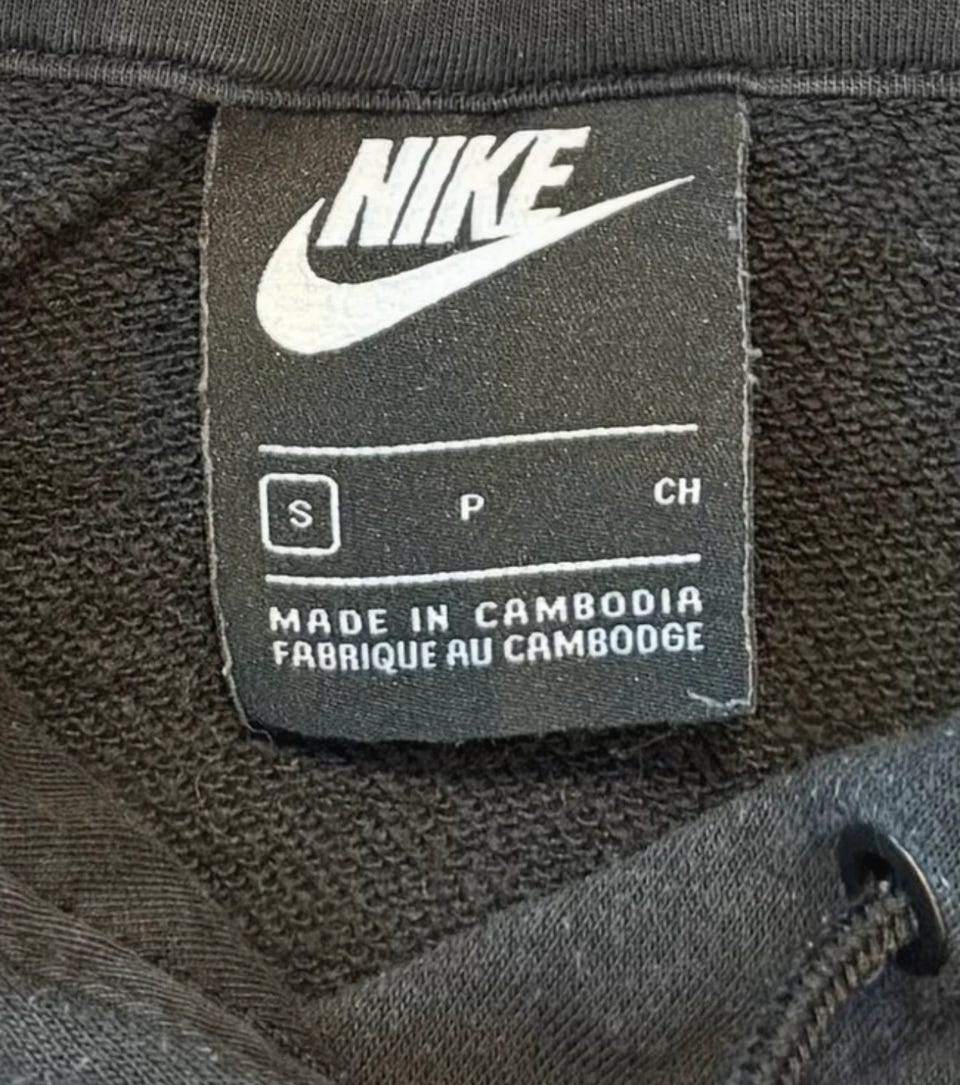 NIKE
S P CH
MADE IN CAMBODIA
FABRIQUE AU CAMBODGE